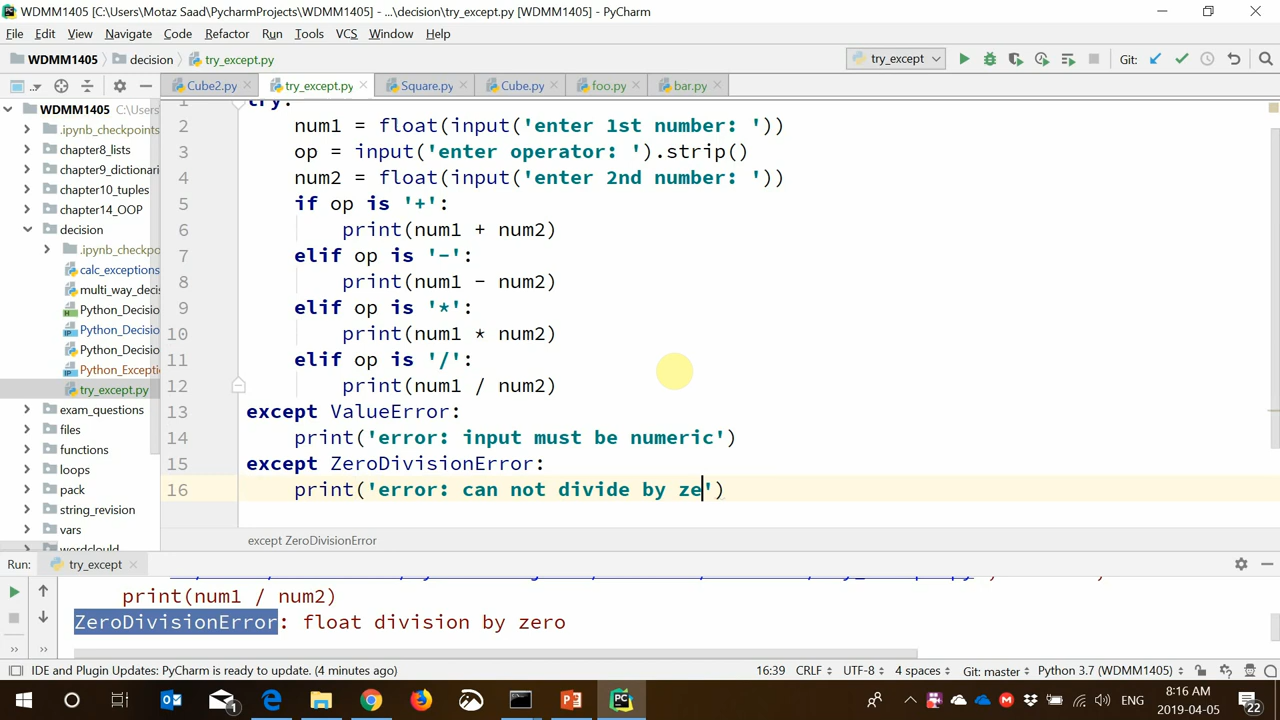 WDMM1405 [C:\Users\Motaz Saad\PycharmProjects\WDMM1405] - ...\decision\try_except.py [WDMM1405] - PyCharm
File Edit View Navigate Code Refactor Run Tools VCS Window Help
WDMM1405 decision try_except.py try_except Git:
Cube2.py try_except.py Square.py Cube.py foo.py bar.py
WDMM1405 C:\Users
.ipynb_checkpoints
chapter8_lists
chapter9_dictionari
chapter10_tuples
chapter14_OOP
decision
.ipynb_checkpo
calc_exceptions
multi_way_deci
Python_Decisio
Python_Decisio
Python_Decisio
Python_Exceptio
try_except.py
exam_questions
files
functions
loops
pack
string_revision
vars
wordclould
1 try:
2 num1 = float(input('enter 1st number: '))
3 op = input('enter operator: ').strip()
4 num2 = float(input('enter 2nd number: '))
5 if op is '+':
6 print(num1 + num2)
7 elif op is '-':
8 print(num1 - num2)
9 elif op is '*':
10 print(num1 * num2)
11 elif op is '/':
12 print(num1 / num2)
13 except ValueError:
14 print('error: input must be numeric')
15 except ZeroDivisionError:
16 print('error: can not divide by ze')
except ZeroDivisionError
Run: try_except
print(num1 / num2)
ZeroDivisionError: float division by zero
IDE and Plugin Updates: PyCharm is ready to update. (4 minutes ago) 16:39 CRLF UTF-8 4 spaces Git: master Python 3.7 (WDMM1405)
ENG 8:16 AM 2019-04-05 22